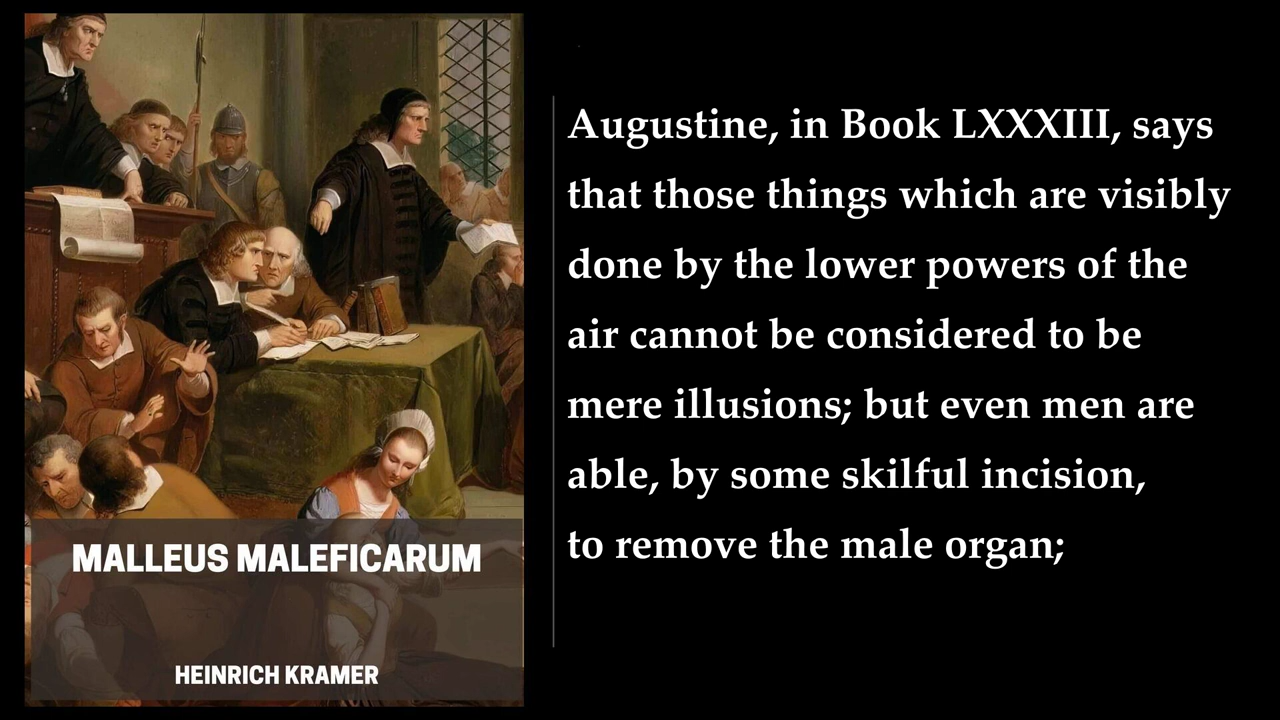 MALLEUS MALEFICARUM
HEINRICH KRAMER
Augustine, in Book LXXXIII, says
that those things which are visibly
done by the lower powers of the
air cannot be considered to be
mere illusions; but even men are
able, by some skilful incision,
to remove the male organ;